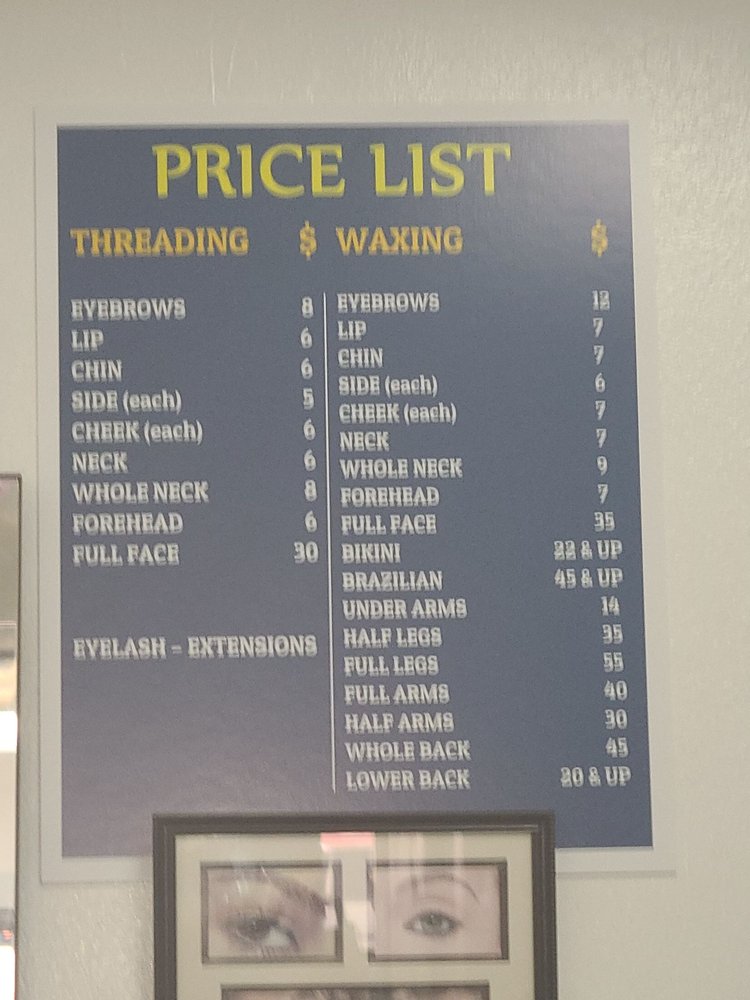 PRICE LIST
THREADING $
EYEBROWS 8
LIP 6
CHIN 6
SIDE (each) 5
CHEEK (each) 6
NECK 6
WHOLE NECK 8
FOREHEAD 6
FULL FACE 30
EYELASH - EXTENSIONS
WAXING $
EYEBROWS 12
LIP 7
CHIN 7
SIDE (each) 6
CHEEK (each) 7
NECK 7
WHOLE NECK 9
FOREHEAD 7
FULL FACE 35
BIKINI 22 & UP
BRAZILIAN 45 & UP
UNDER ARMS 14
HALF LEGS 35
FULL LEGS 55
FULL ARMS 40
HALF ARMS 30
WHOLE BACK 45
LOWER BACK 20 & UP